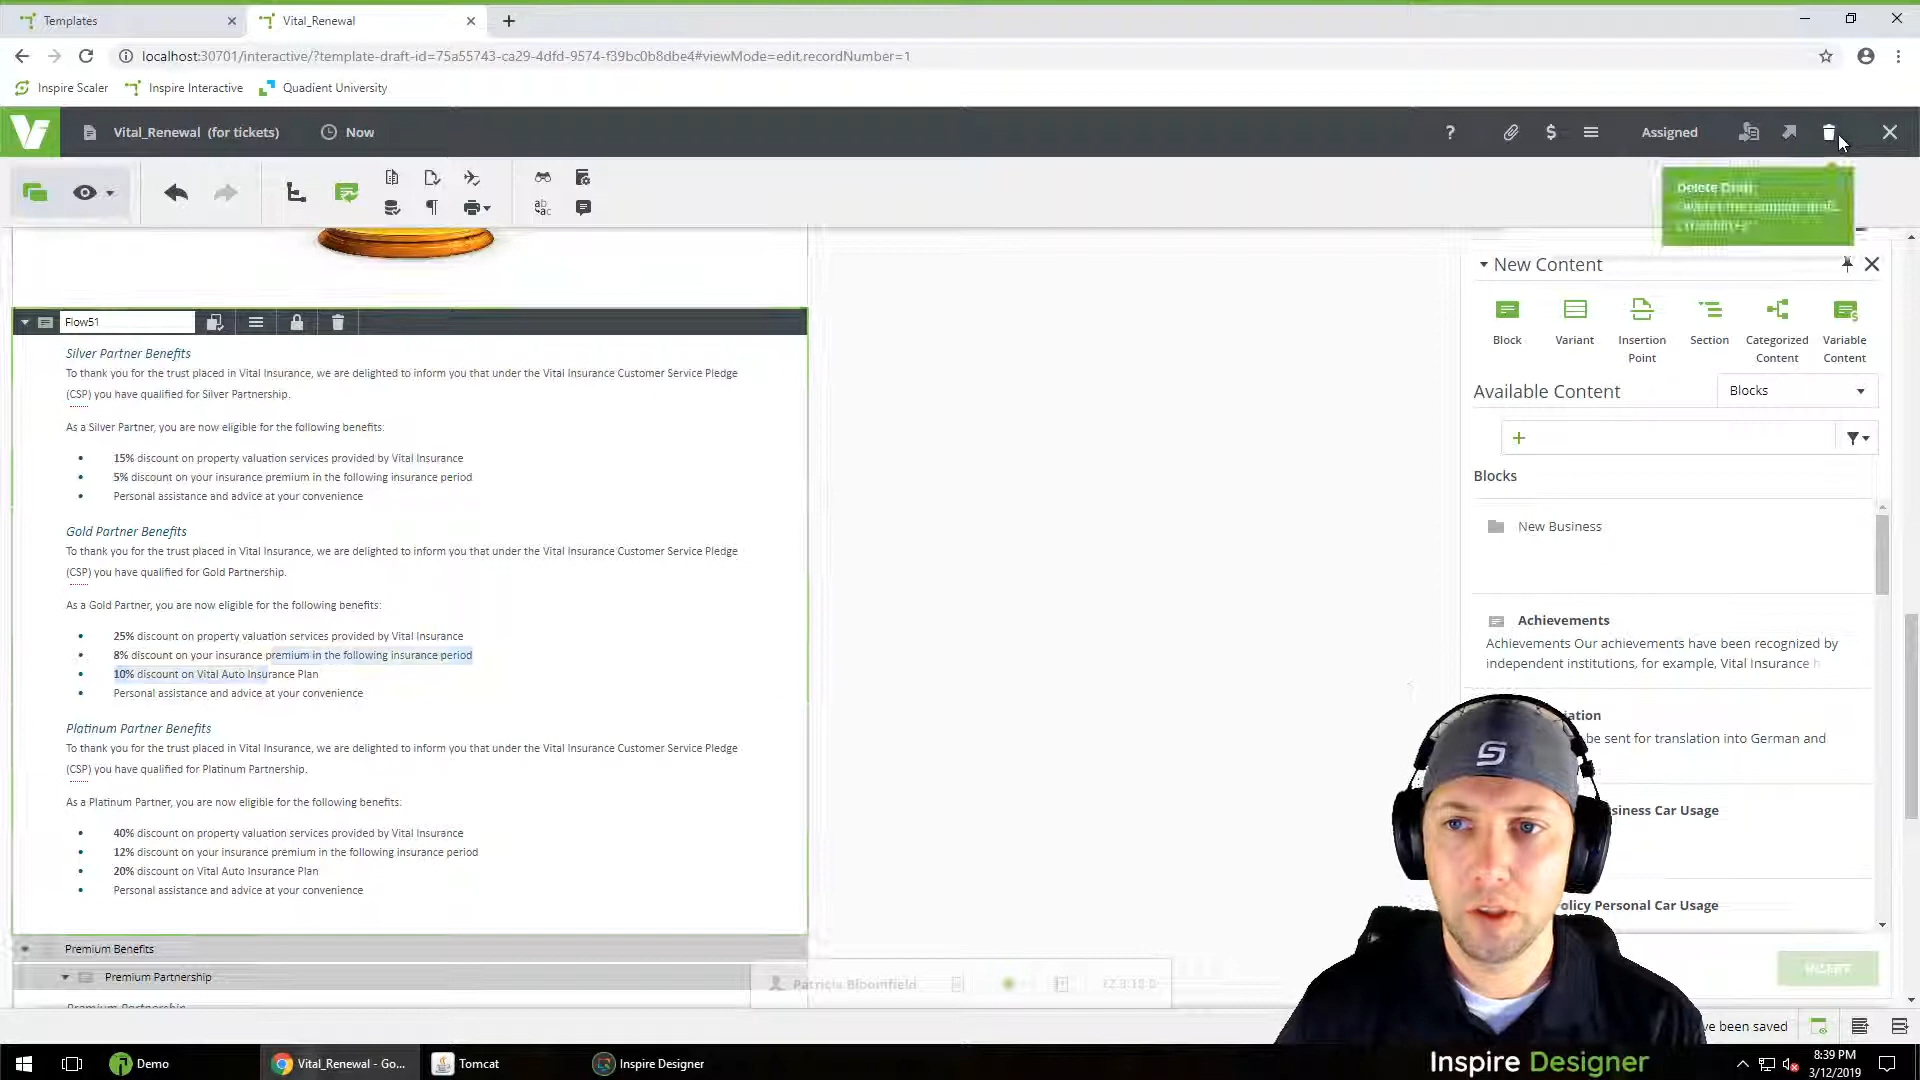 Templates
Vital_Renewal
localhost:30701/interactive/?template-draft-id=75a55743-ca29-4dfd-9574-f39bc0b8dbe4#viewMode=edit,recordNumber=1
Inspire Scaler
Inspire Interactive
Quadient University
Vital_Renewal (for tickets)
Now
?
$
Assigned
Delete Draft
Flow51
Silver Partner Benefits
To thank you for the trust placed in Vital Insurance, we are delighted to inform you that under the Vital Insurance Customer Service Pledge
(CSP) you have qualified for Silver Partnership.
As a Silver Partner, you are now eligible for the following benefits:
• 15% discount on property valuation services provided by Vital Insurance
• 5% discount on your insurance premium in the following insurance period
• Personal assistance and advice at your convenience
Gold Partner Benefits
To thank you for the trust placed in Vital Insurance, we are delighted to inform you that under the Vital Insurance Customer Service Pledge
(CSP) you have qualified for Gold Partnership.
As a Gold Partner, you are now eligible for the following benefits:
• 25% discount on property valuation services provided by Vital Insurance
• 8% discount on your insurance premium in the following insurance period
• 10% discount on Vital Auto Insurance Plan
• Personal assistance and advice at your convenience
Platinum Partner Benefits
To thank you for the trust placed in Vital Insurance, we are delighted to inform you that under the Vital Insurance Customer Service Pledge
(CSP) you have qualified for Platinum Partnership.
As a Platinum Partner, you are now eligible for the following benefits:
• 40% discount on property valuation services provided by Vital Insurance
• 12% discount on your insurance premium in the following insurance period
• 20% discount on Vital Auto Insurance Plan
• Personal assistance and advice at your convenience
Premium Benefits
Premium Partnership
Premium Partnership
Patricia Bloomfield
12.0.18.0
New Content
Block
Variant
Insertion Point
Section
Categorized Content
Variable Content
Available Content
Blocks
Blocks
New Business
Achievements
Achievements Our achievements have been recognized by
independent institutions, for example, Vital Insurance h
iation
be sent for translation into German and
siness Car Usage
olicy Personal Car Usage
INSERT
ve been saved
Demo
Vital_Renewal - Go...
Tomcat
Inspire Designer
Inspire Designer
8:39 PM
3/12/2019